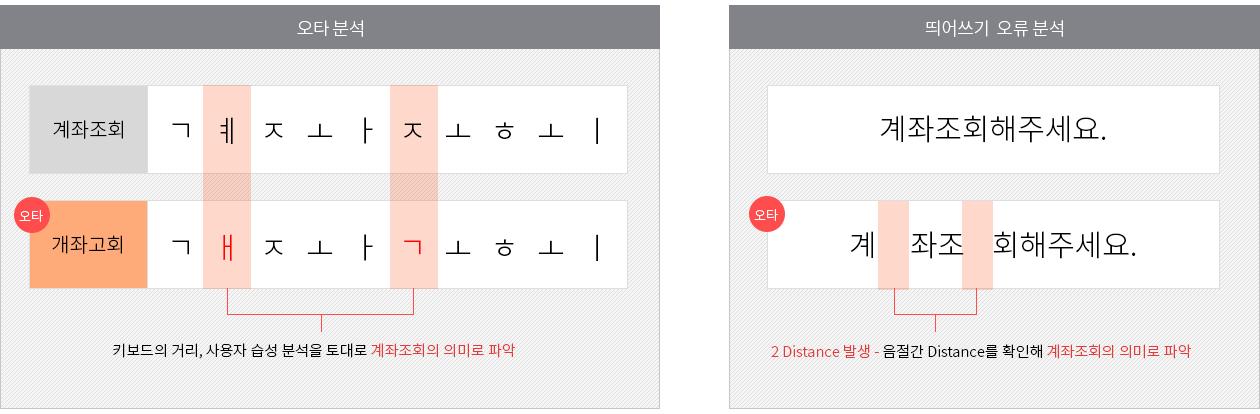 오타 분석
계좌조회 ㄱ ㅖ ㅈ ㅗ ㅏ ㅈ ㅗ ㅎ ㅗ ㅣ
오타
개좌고회 ㄱ ㅐ ㅈ ㅗ ㅏ ㄱ ㅗ ㅎ ㅗ ㅣ
키보드의 거리, 사용자 습성 분석을 토대로 계좌조회의 의미로 파악
띄어쓰기 오류 분석
계좌조회해주세요.
오타
계 좌조 회해주세요.
2 Distance 발생 - 음절간 Distance를 확인해 계좌조회의 의미로 파악